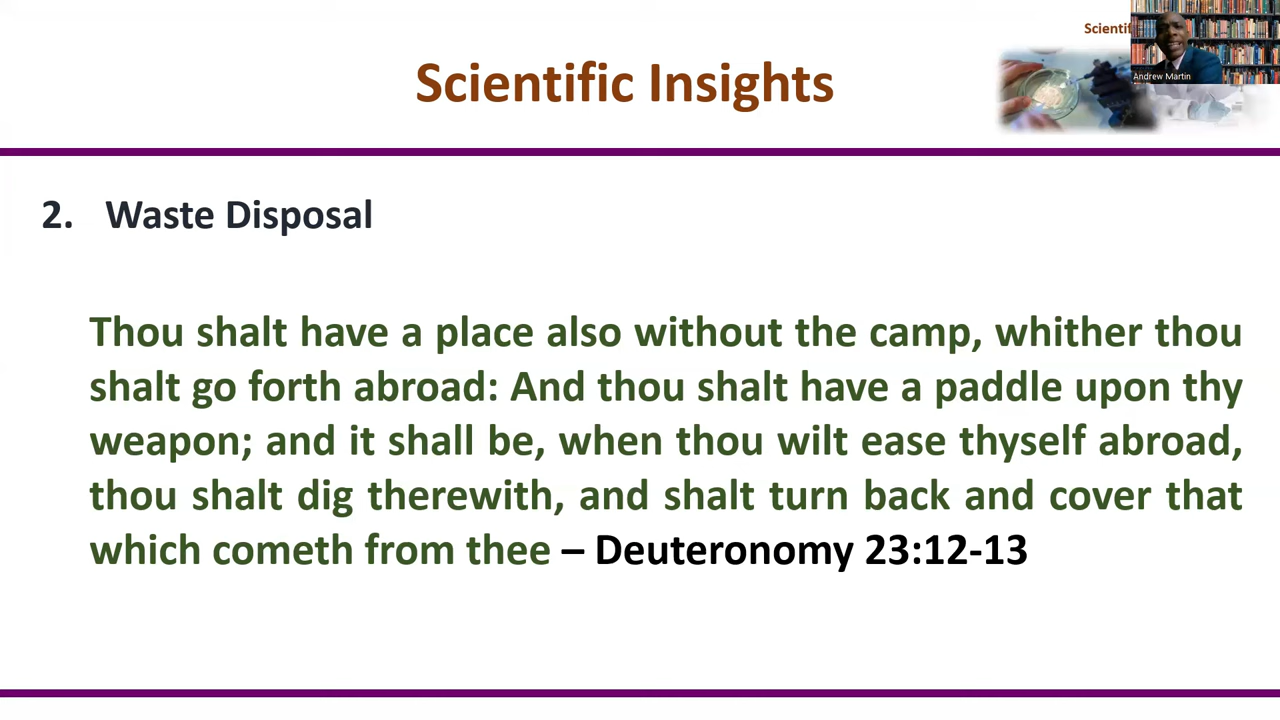 Scientif
Andrew Martin
Scientific Insights
2. Waste Disposal
Thou shalt have a place also without the camp, whither thou
shalt go forth abroad: And thou shalt have a paddle upon thy
weapon; and it shall be, when thou wilt ease thyself abroad,
thou shalt dig therewith, and shalt turn back and cover that
which cometh from thee – Deuteronomy 23:12-13